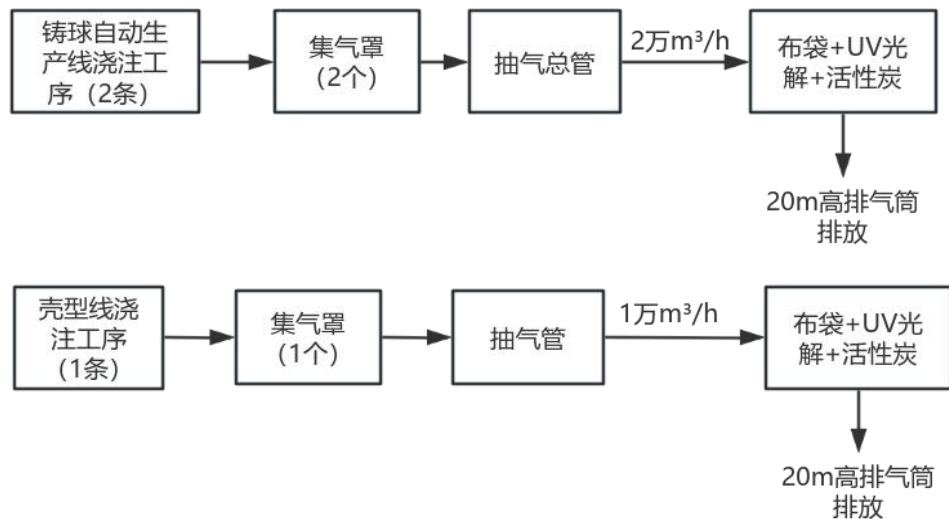 铸球自动生
产线浇注工
序（2条）
集气罩
（2个）
抽气总管
2万m³/h
布袋+UV光
解+活性炭
20m高排气筒
排放
壳型线浇
注工序
（1条）
集气罩
（1个）
抽气管
1万m³/h
布袋+UV光
解+活性炭
20m高排气筒
排放